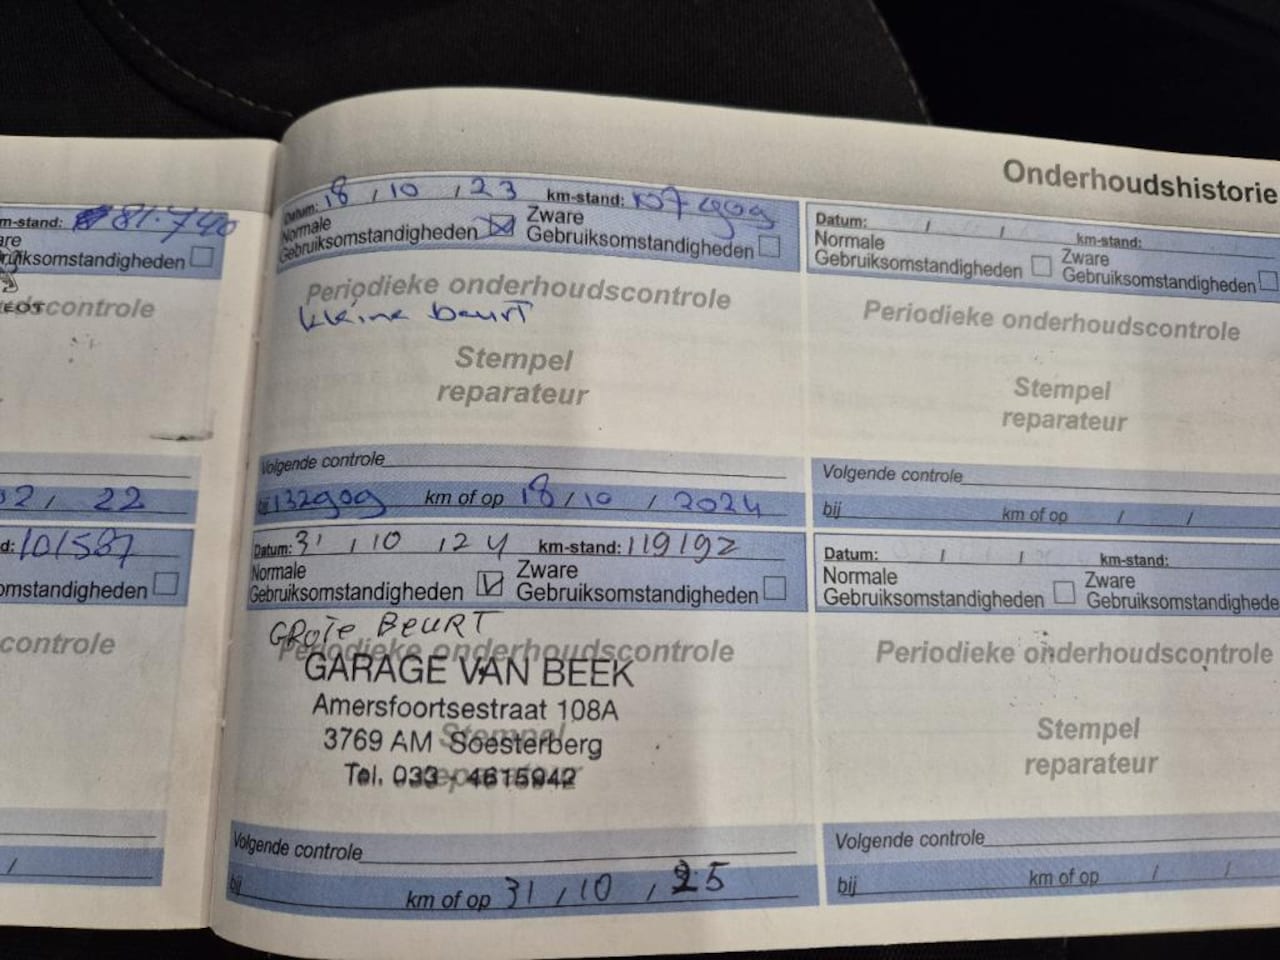 Onderhoudshistorie
m-stand: 81.740
are
ruiksomstandigheden
dscontrole
02/ 22
d: 101587
omstandigheden
controle
/
Datum: 18 / 10 / 23 km-stand: 107909
Normale
Gebruiksomstandigheden
Zware
Gebruiksomstandigheden
Periodieke onderhoudscontrole
kleine beurt
Stempel
reparateur
Volgende controle
bij 132909 km of op 18 / 10 / 2024
Datum: 31 / 10 / 24 km-stand: 119192
Normale
Gebruiksomstandigheden
Zware
Gebruiksomstandigheden
GROTE BEURT
Periodieke onderhoudscontrole
GARAGE VAN BEEK
Amersfoortsestraat 108A
Stempel
3769 AM Soesterberg
reparateur
Tel. 033 - 4615942
Volgende controle
bij km of op 31 / 10 / 25
Datum: / / km-stand:
Normale
Gebruiksomstandigheden
Zware
Gebruiksomstandigheden
Periodieke onderhoudscontrole
Stempel
reparateur
Volgende controle
bij km of op / /
Datum: / / km-stand:
Normale
Gebruiksomstandigheden
Zware
Gebruiksomstandighede
Periodieke onderhoudscontrole
Stempel
reparateur
Volgende controle
bij km of op / /